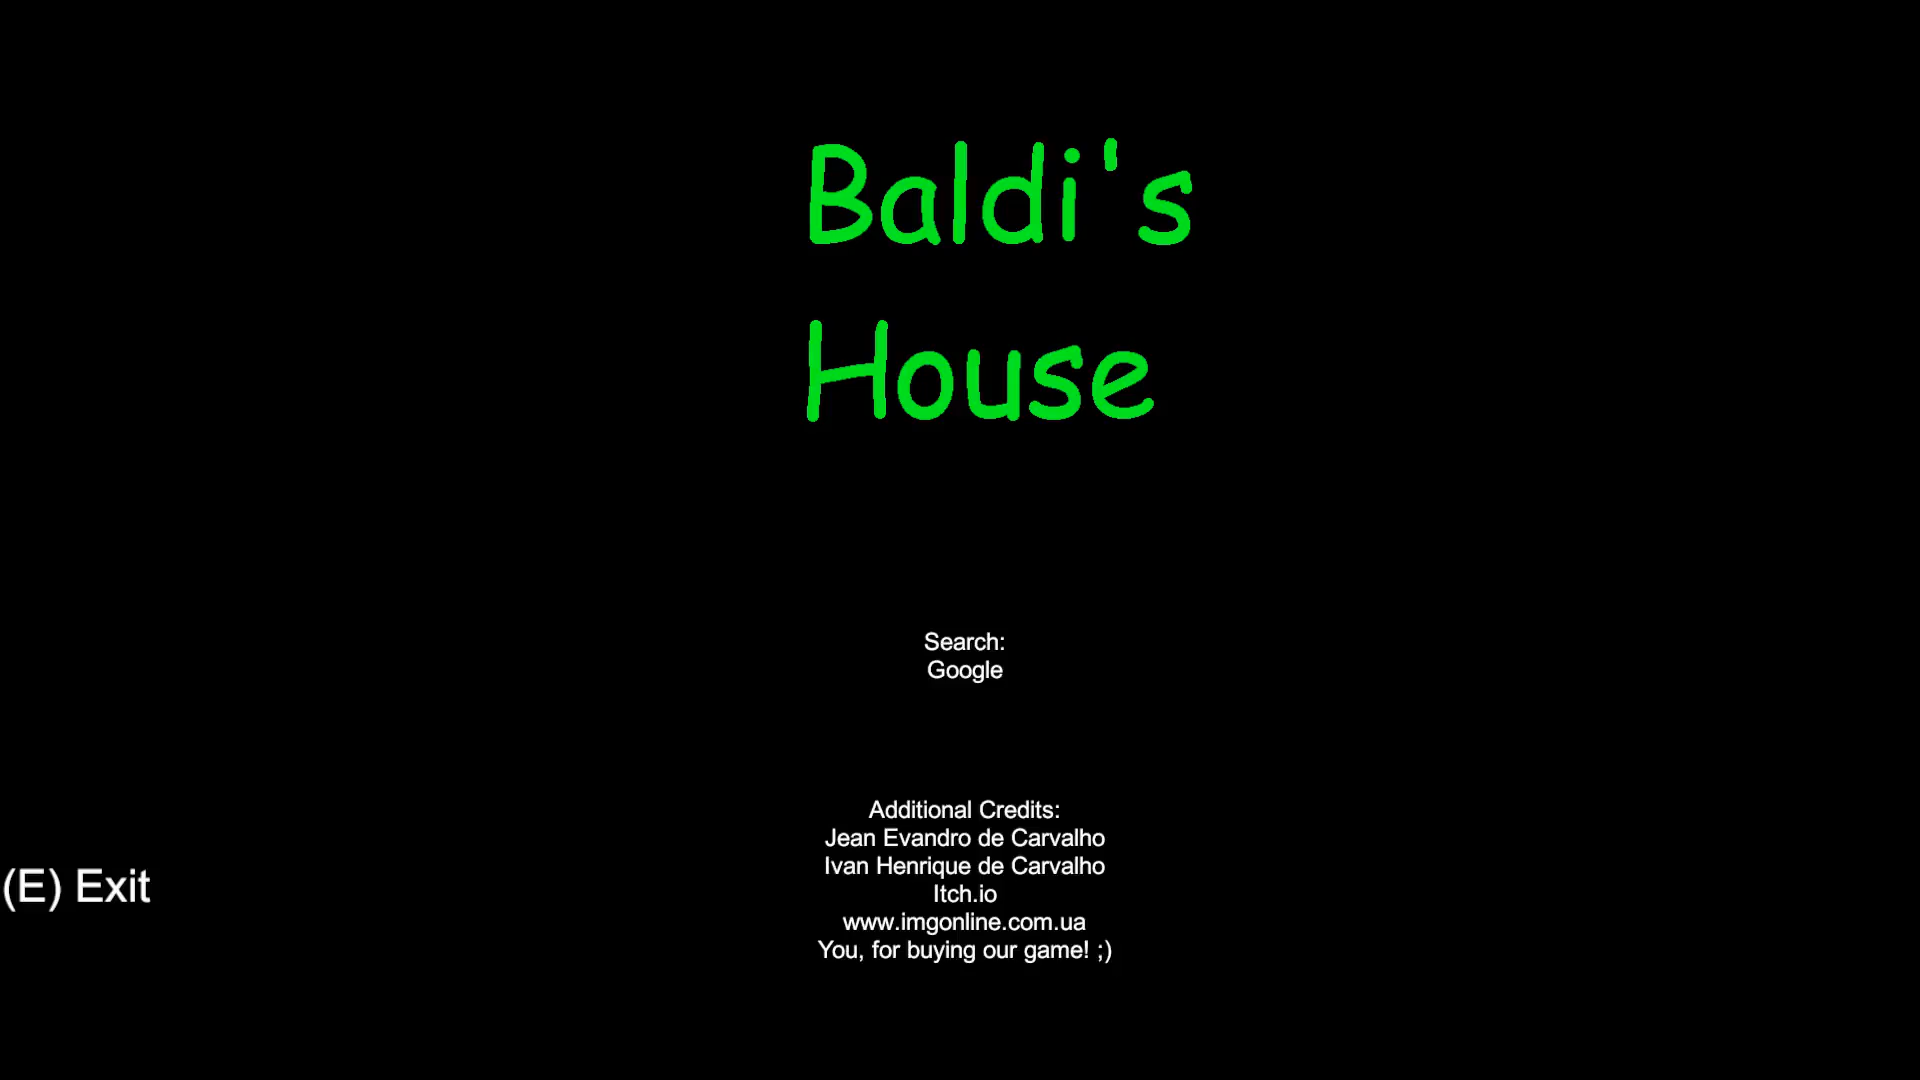 Baldi's
House
Search:
Google
Additional Credits:
Jean Evandro de Carvalho
Ivan Henrique de Carvalho
Itch.io
www.imgonline.com.ua
You, for buying our game! ;)
(E) Exit